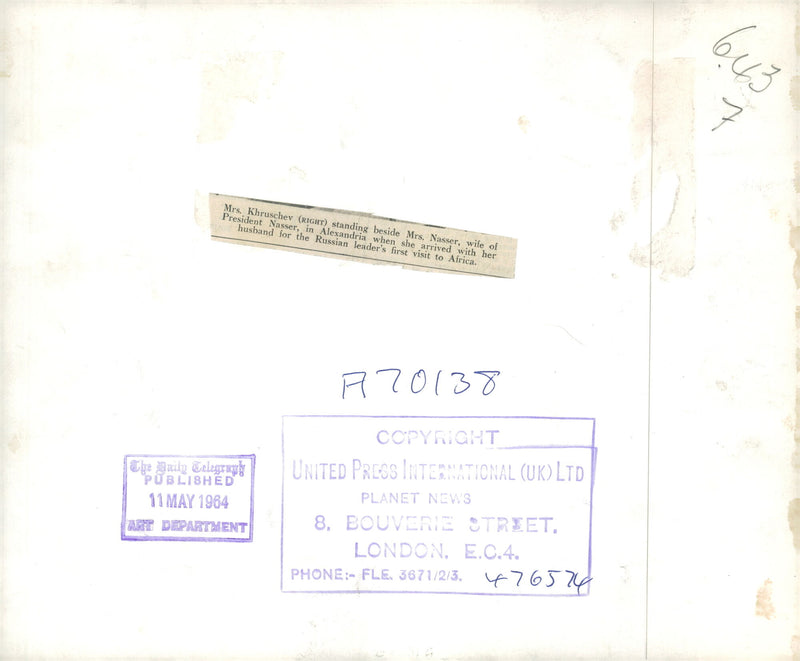 6.43
7
Mrs. Khruschev (RIGHT) standing beside Mrs. Nasser, wife of
President Nasser, in Alexandria when she arrived with her
husband for the Russian leader's first visit to Africa.
A70138
COPYRIGHT
UNITED PRESS INTERNATIONAL (UK) LTD
PLANET NEWS
8. BOUVERIE STREET.
LONDON. E.C.4.
PHONE:- FLE. 3671/2/3. 476574
The Daily Telegraph
PUBLISHED
11 MAY 1964
ART DEPARTMENT